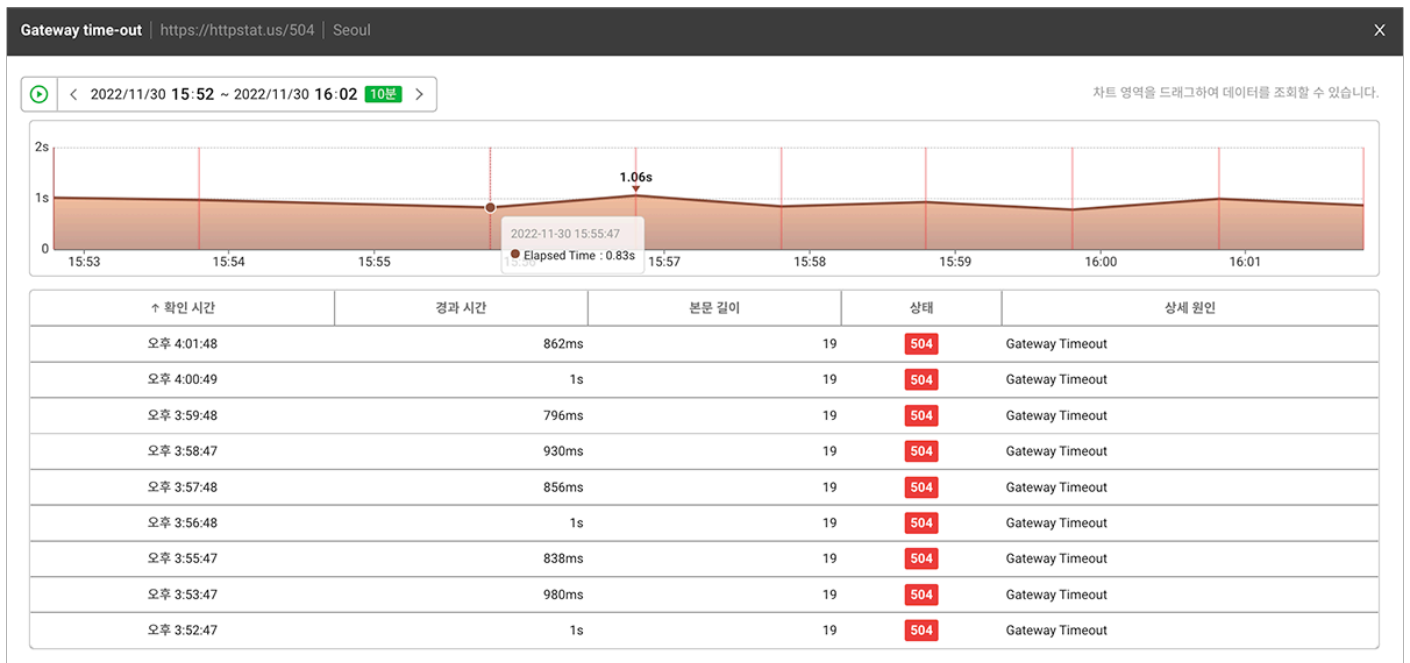 Gateway time-out | https://httpstat.us/504 | Seoul X
< 2022/11/30 15:52 ~ 2022/11/30 16:02 10분 >
차트 영역을 드래그하여 데이터를 조회할 수 있습니다.
2s
1.06s
1s
2022-11-30 15:55:47
Elapsed Time : 0.83s
0
15:53 15:54 15:55 15:56 15:57 15:58 15:59 16:00 16:01
↑ 확인 시간 경과 시간 본문 길이 상태 상세 원인
오후 4:01:48 862ms 19 504 Gateway Timeout
오후 4:00:49 1s 19 504 Gateway Timeout
오후 3:59:48 796ms 19 504 Gateway Timeout
오후 3:58:47 930ms 19 504 Gateway Timeout
오후 3:57:48 856ms 19 504 Gateway Timeout
오후 3:56:48 1s 19 504 Gateway Timeout
오후 3:55:47 838ms 19 504 Gateway Timeout
오후 3:53:47 980ms 19 504 Gateway Timeout
오후 3:52:47 1s 19 504 Gateway Timeout